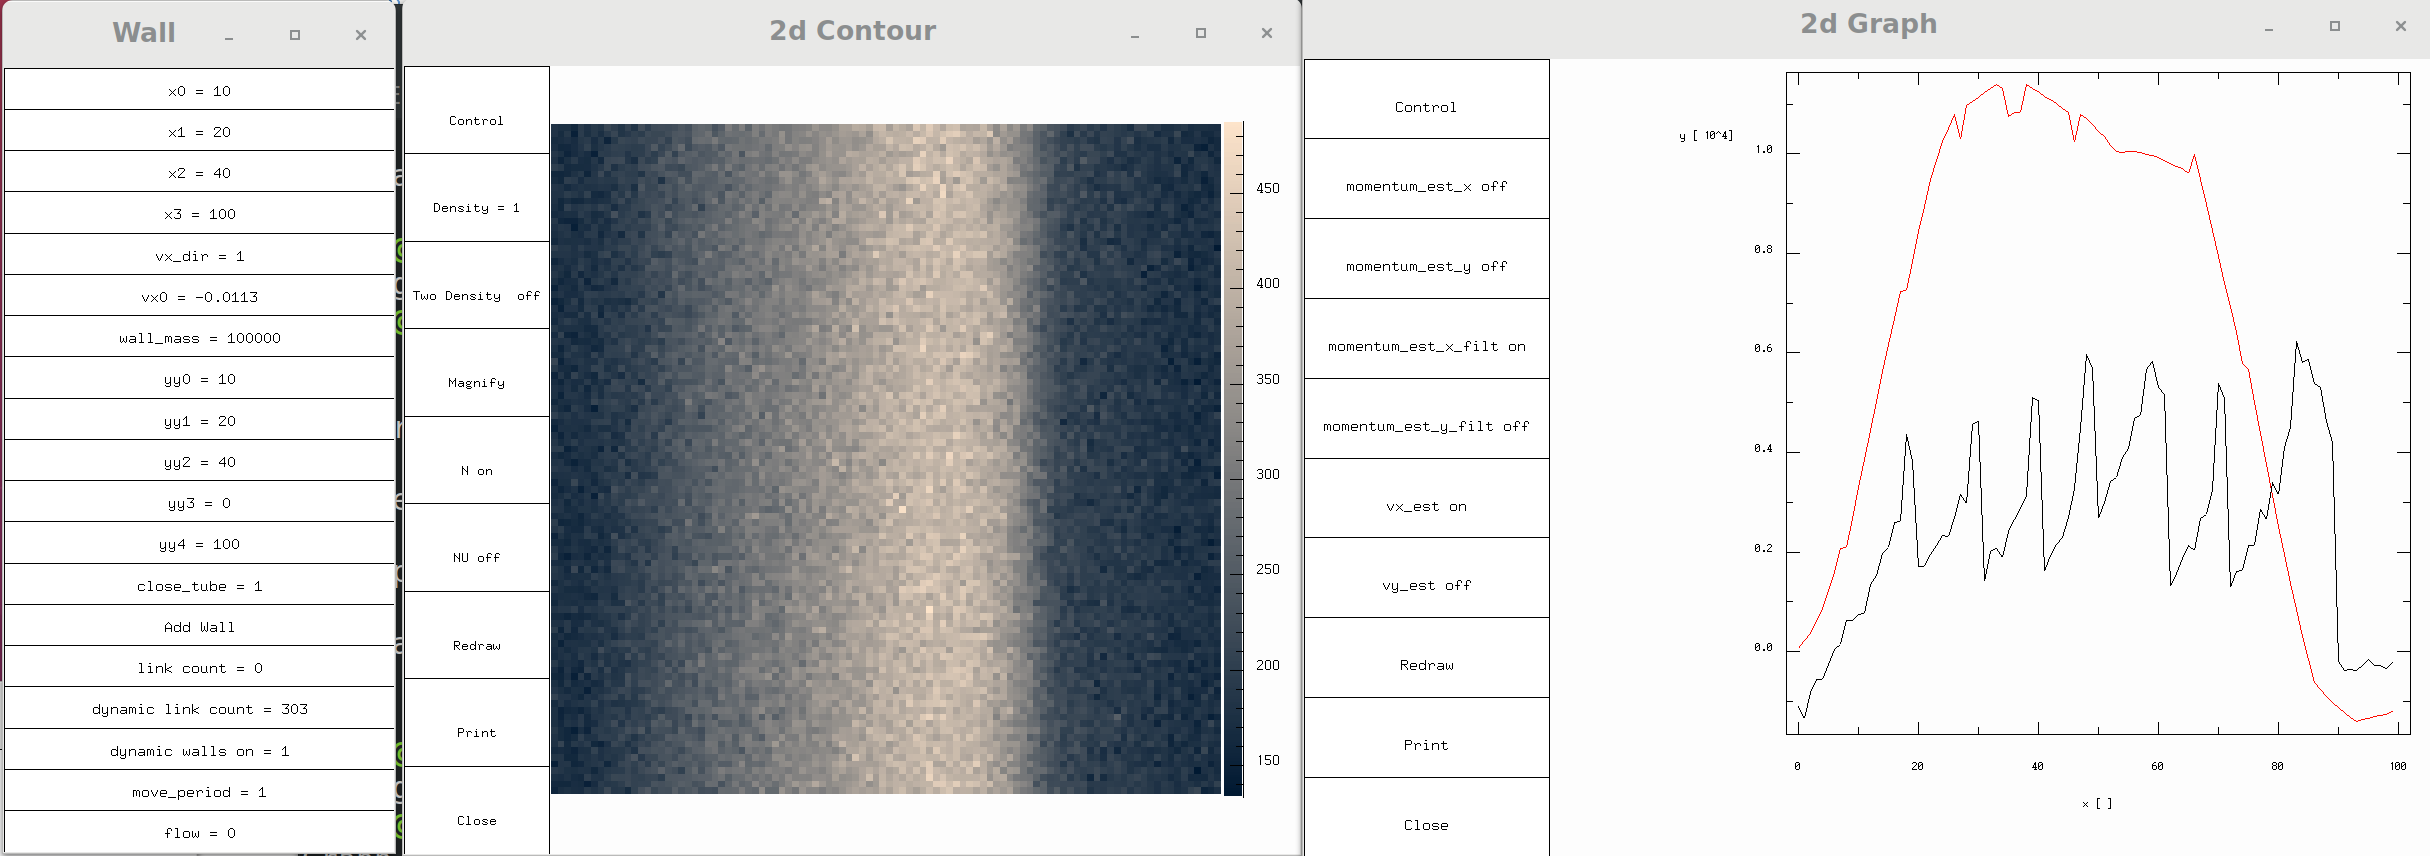 Wall
x0 = 10
x1 = 20
x2 = 40
x3 = 100
vx_dir = 1
vx0 = -0.0113
wall_mass = 100000
yy0 = 10
yy1 = 20
yy2 = 40
yy3 = 0
yy4 = 100
close_tube = 1
Add Wall
link count = 0
dynamic link count = 303
dynamic walls on = 1
move_period = 1
flow = 0
2d Contour
Control
Density = 1
Two Density off
Magnify
N on
NU off
Redraw
Print
Close
450
400
350
300
250
200
150
2d Graph
Control
momentum_est_x off
momentum_est_y off
momentum_est_x_filt on
momentum_est_y_filt off
vx_est on
vy_est off
Redraw
Print
Close
y [ 10^4]
1.0
0.8
0.6
0.4
0.2
0.0
0 20 40 60 80 100
x [ ]